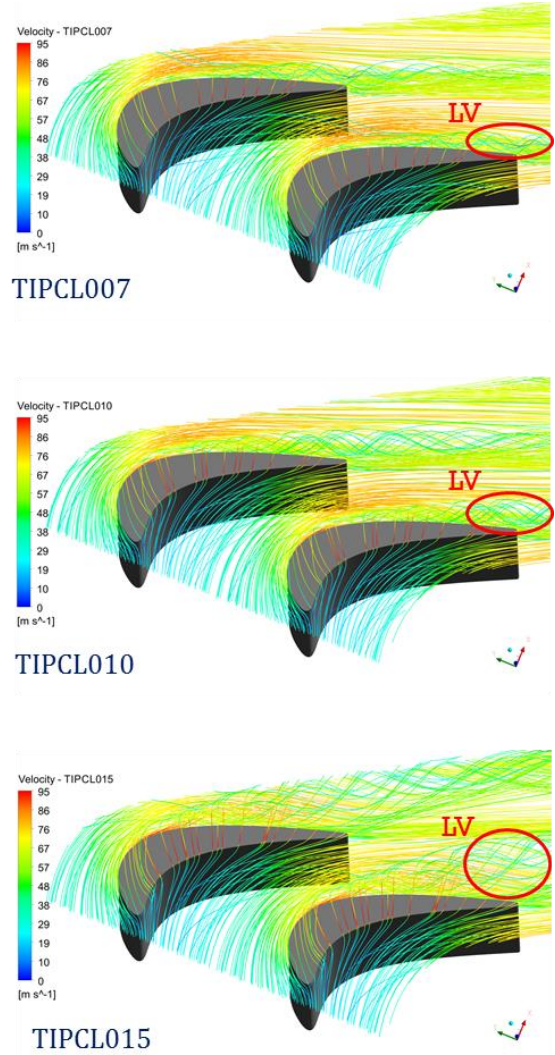 Velocity - TIPCL007
95
86
76
67
57
48
38
29
19
10
0
[m s^-1]
LV
TIPCL007
Velocity - TIPCL010
95
86
76
67
57
48
38
29
19
10
0
[m s^-1]
LV
TIPCL010
Velocity - TIPCL015
95
86
76
67
57
48
38
29
19
10
0
[m s^-1]
LV
TIPCL015